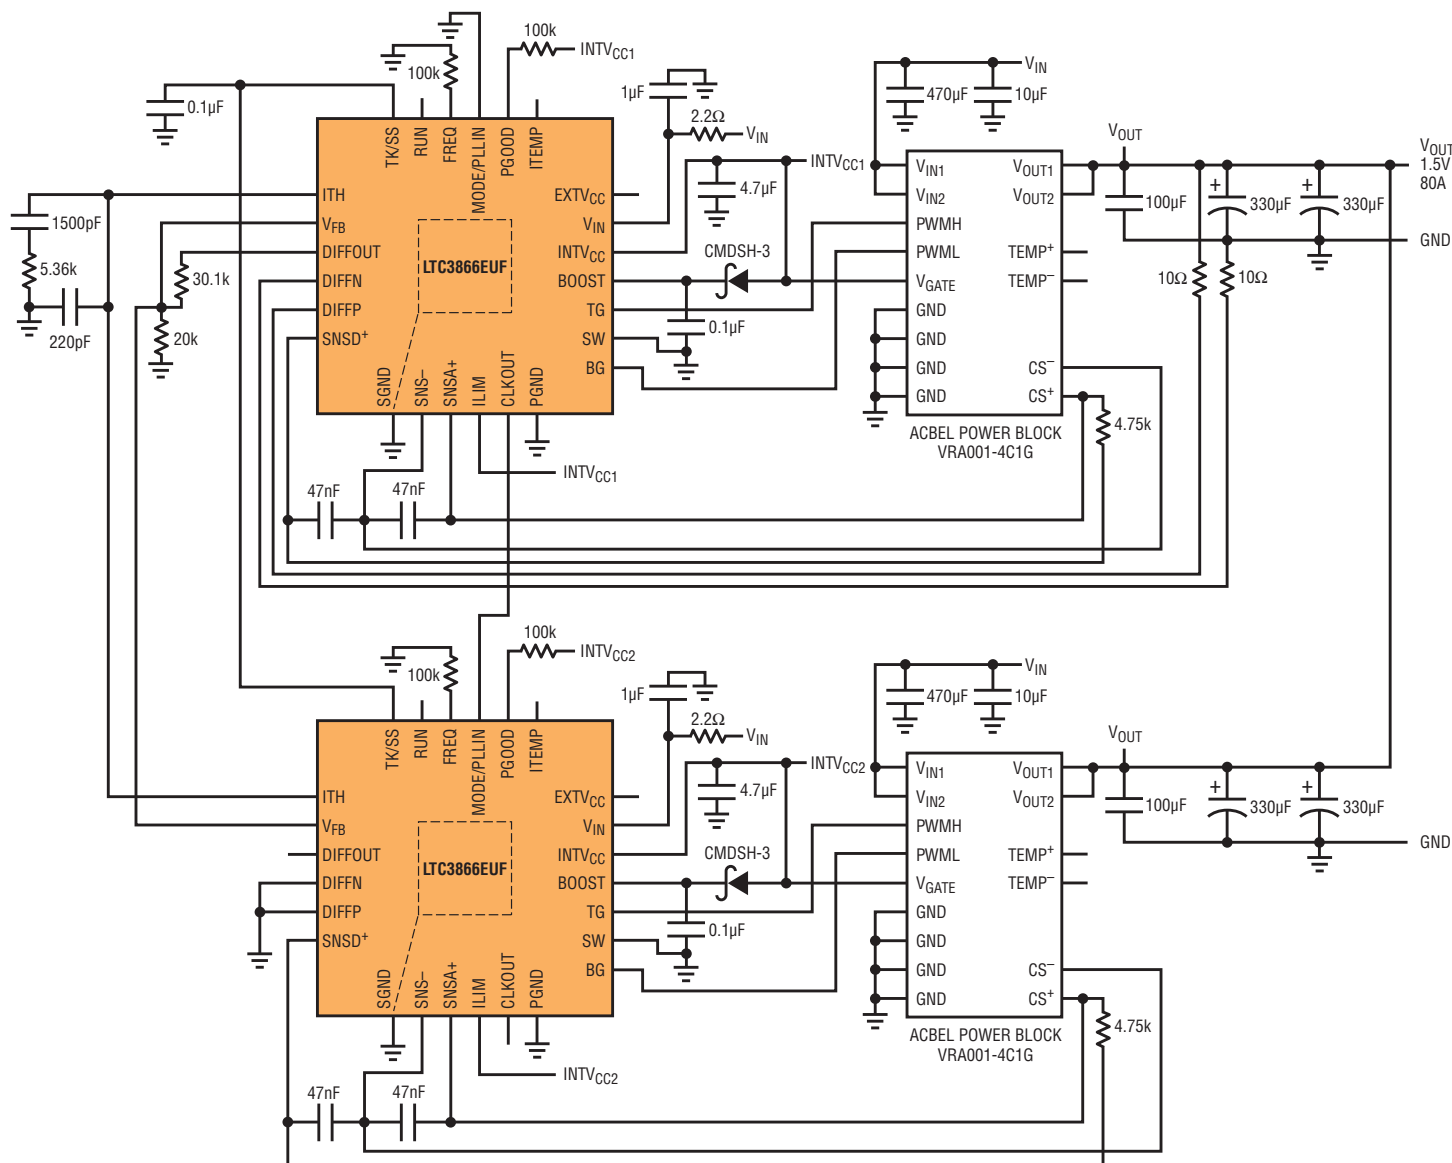 100k
INTVCC1
100k
0.1µF
TK/SS
RUN
FREQ
MODE/PLLIN
PGOOD
ITEMP
1µF
2.2Ω
VIN
VIN
470µF
10µF
VOUT
VOUT
1.5V
80A
ITH
VFB
DIFFOUT
DIFFN
DIFFP
SNSD+
LTC3866EUF
EXTVCC
VIN
INTVCC
BOOST
TG
SW
BG
SGND
SNS–
SNSA+
ILIM
CLKOUT
PGND
1500pF
5.36k
220pF
30.1k
20k
INTVCC1
4.7µF
CMDSH-3
0.1µF
VIN1
VIN2
PWMH
PWML
VGATE
GND
GND
GND
GND
VOUT1
VOUT2
TEMP+
TEMP–
CS–
CS+
ACBEL POWER BLOCK
VRA001-4C1G
100µF
+
330µF
+
330µF
GND
10Ω
10Ω
4.75k
INTVCC1
47nF
47nF
100k
INTVCC2
100k
TK/SS
RUN
FREQ
MODE/PLLIN
PGOOD
ITEMP
1µF
2.2Ω
VIN
VIN
470µF
10µF
VOUT
ITH
VFB
DIFFOUT
DIFFN
DIFFP
SNSD+
LTC3866EUF
EXTVCC
VIN
INTVCC
BOOST
TG
SW
BG
SGND
SNS–
SNSA+
ILIM
CLKOUT
PGND
INTVCC2
4.7µF
CMDSH-3
0.1µF
VIN1
VIN2
PWMH
PWML
VGATE
GND
GND
GND
GND
VOUT1
VOUT2
TEMP+
TEMP–
CS–
CS+
ACBEL POWER BLOCK
VRA001-4C1G
100µF
+
330µF
+
330µF
GND
4.75k
INTVCC2
47nF
47nF